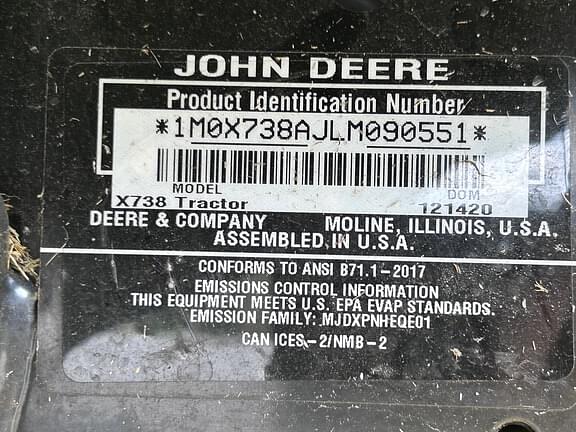 JOHN DEERE
Product Identification Number
*1M0X738AJLM090551*
MODEL DOM
X738 Tractor 121420
DEERE & COMPANY MOLINE, ILLINOIS, U.S.A.
ASSEMBLED IN U.S.A.
CONFORMS TO ANSI B71.1-2017
EMISSIONS CONTROL INFORMATION
THIS EQUIPMENT MEETS U.S. EPA EVAP STANDARDS.
EMISSION FAMILY: MJDXPNHEQE01
CAN ICES-2/NMB-2